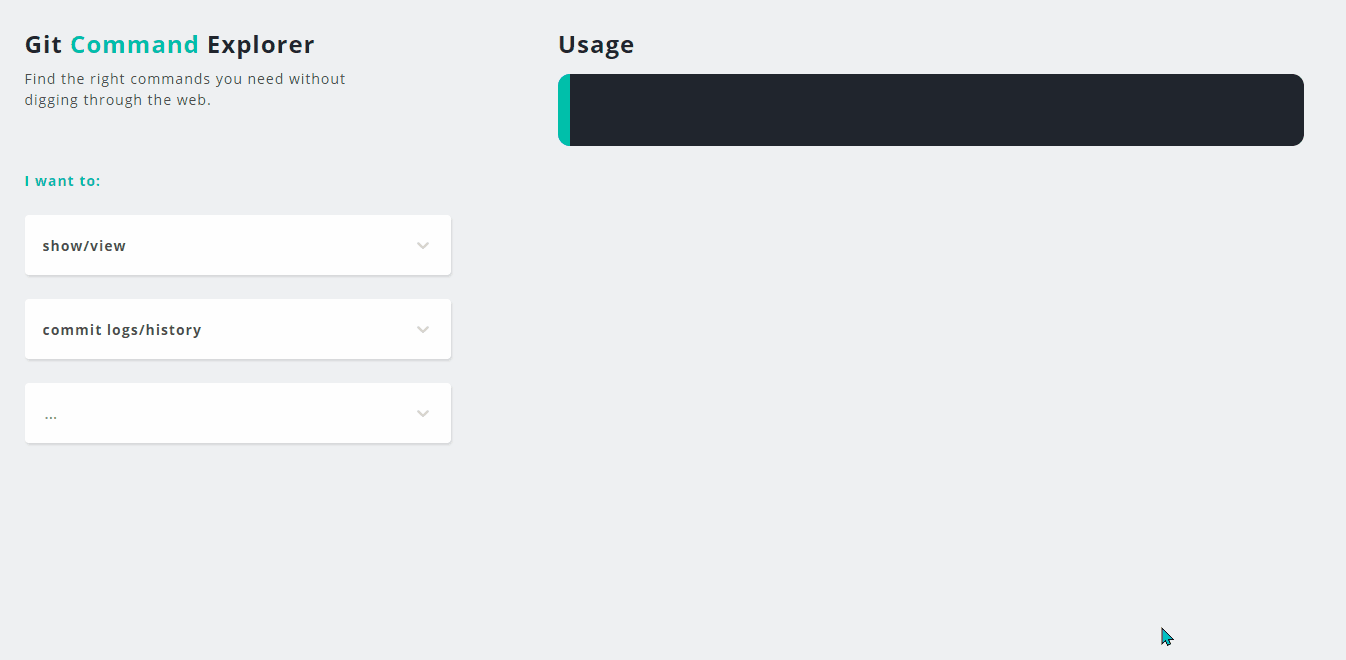 Git Command Explorer
Find the right commands you need without
digging through the web.
I want to:
show/view
commit logs/history
...
Usage